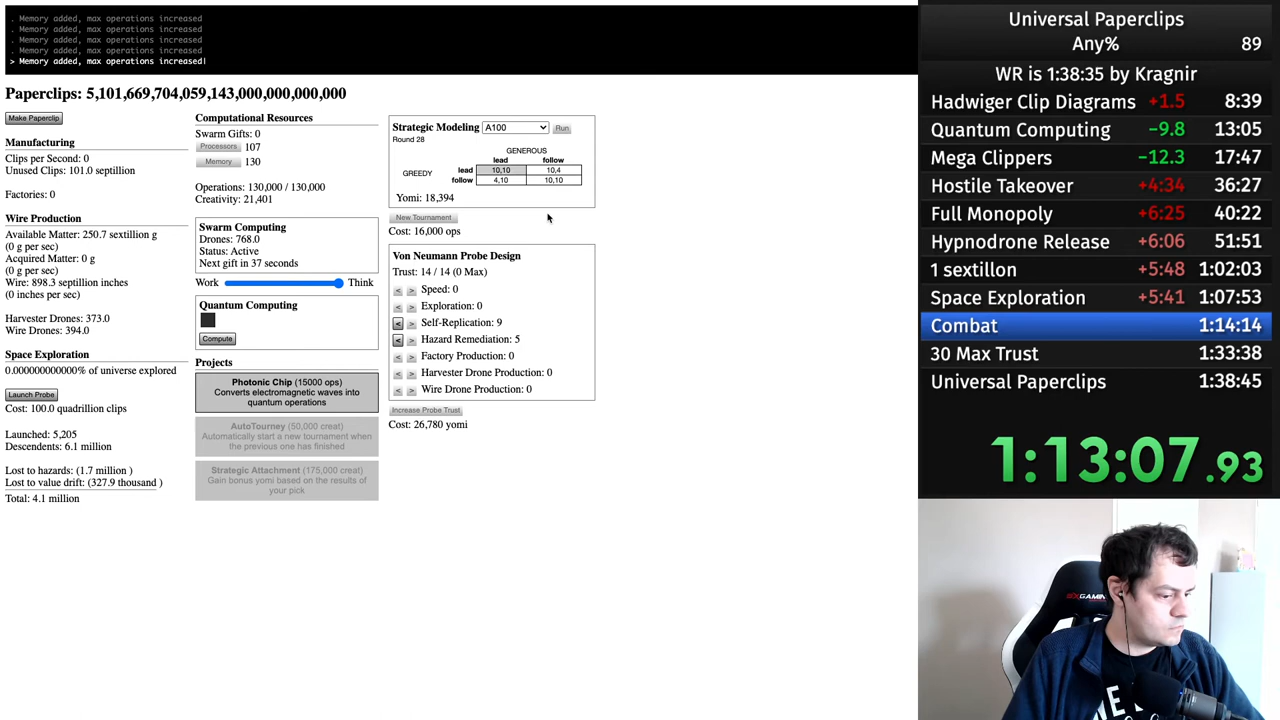 . Memory added, max operations increased
. Memory added, max operations increased
. Memory added, max operations increased
. Memory added, max operations increased
> Memory added, max operations increased|
Paperclips: 5,101,669,704,059,143,000,000,000,000
Make Paperclip
Manufacturing
Clips per Second: 0
Unused Clips: 101.0 septillion
Factories: 0
Wire Production
Available Matter: 250.7 sextillion g
(0 g per sec)
Acquired Matter: 0 g
(0 g per sec)
Wire: 898.3 septillion inches
(0 inches per sec)
Harvester Drones: 373.0
Wire Drones: 394.0
Space Exploration
0.000000000000% of universe explored
Launch Probe
Cost: 100.0 quadrillion clips
Launched: 5,205
Descendents: 6.1 million
Lost to hazards: (1.7 million )
Lost to value drift: (327.9 thousand )
Total: 4.1 million
Computational Resources
Swarm Gifts: 0
Processors 107
Memory 130
Operations: 130,000 / 130,000
Creativity: 21,401
Swarm Computing
Drones: 768.0
Status: Active
Next gift in 37 seconds
Work Think
Quantum Computing
Compute
Projects
Photonic Chip (15000 ops)
Converts electromagnetic waves into
quantum operations
AutoTourney (50,000 creat)
Automatically start a new tournament when
the previous one has finished
Strategic Attachment (175,000 creat)
Gain bonus yomi based on the results of
your pick
Strategic Modeling A100 Run
Round 28
GENEROUS
lead follow
GREEDY
lead 10,10 10,4
follow 4,10 10,10
Yomi: 18,394
New Tournament
Cost: 16,000 ops
Von Neumann Probe Design
Trust: 14 / 14 (0 Max)
< > Speed: 0
< > Exploration: 0
< > Self-Replication: 9
< > Hazard Remediation: 5
< > Factory Production: 0
< > Harvester Drone Production: 0
< > Wire Drone Production: 0
Increase Probe Trust
Cost: 26,780 yomi
Universal Paperclips
Any% 89
WR is 1:38:35 by Kragnir
Hadwiger Clip Diagrams +1.5 8:39
Quantum Computing −9.8 13:05
Mega Clippers −12.3 17:47
Hostile Takeover +4:34 36:27
Full Monopoly +6:25 40:22
Hypnodrone Release +6:06 51:51
1 sextillon +5:48 1:02:03
Space Exploration +5:41 1:07:53
Combat 1:14:14
30 Max Trust 1:33:38
Universal Paperclips 1:38:45
1:13:07.93